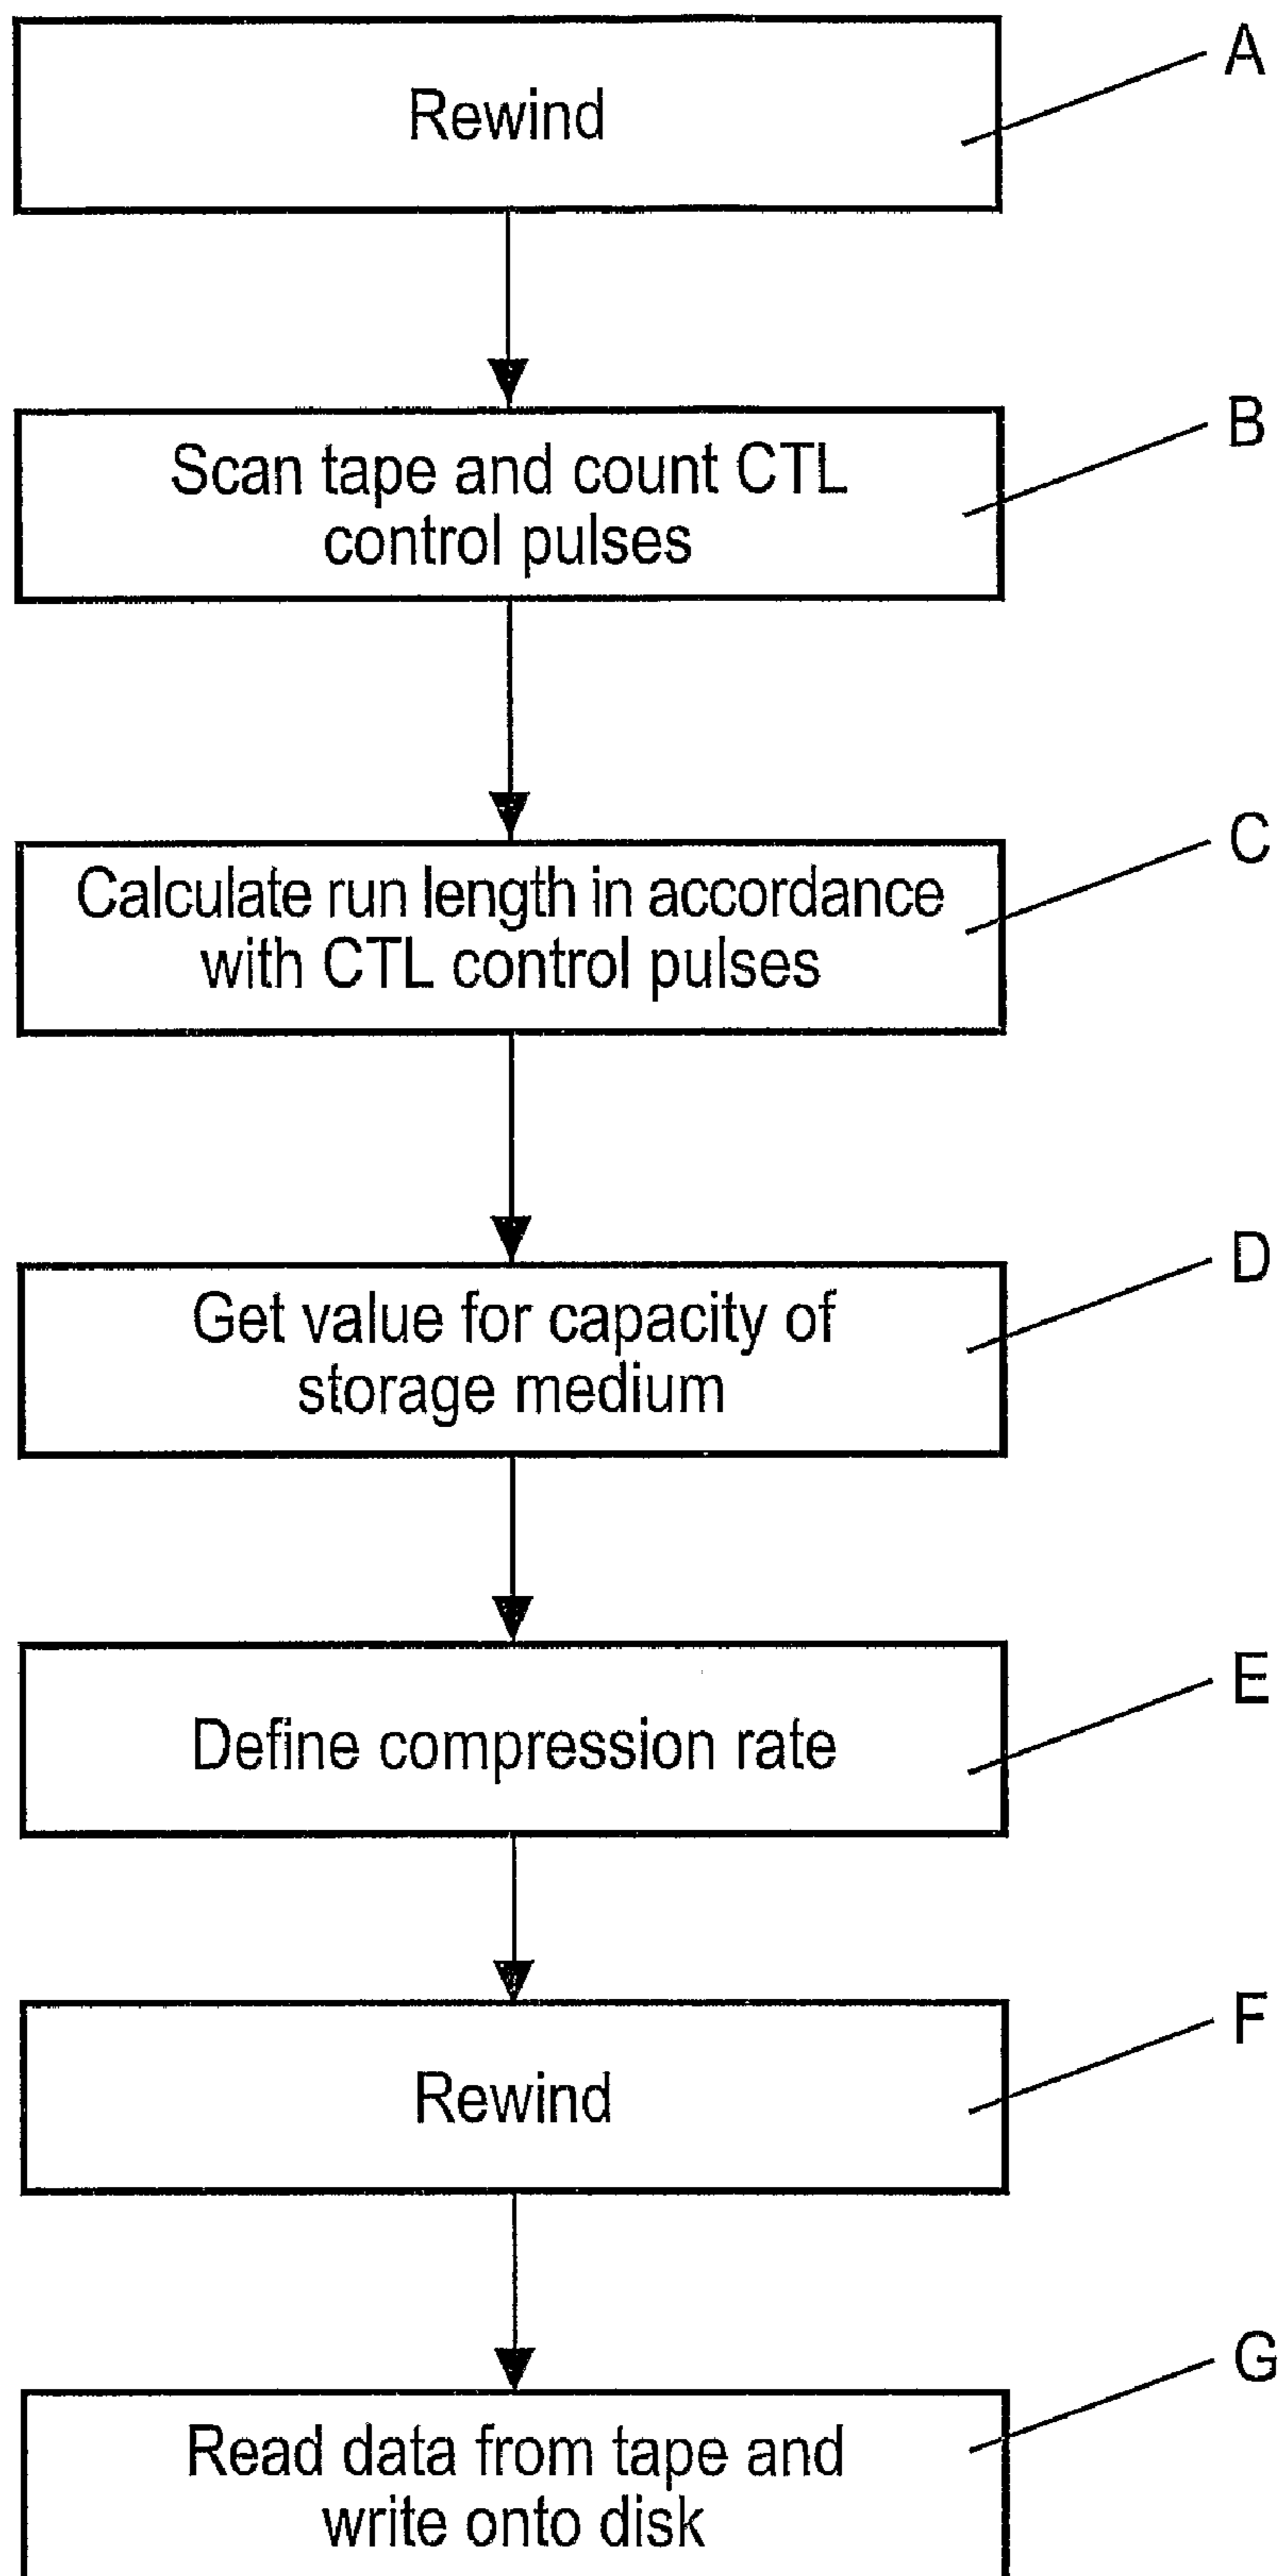 Rewind
A
Scan tape and count CTL
control pulses
B
Calculate run length in accordance
with CTL control pulses
C
Get value for capacity of
storage medium
D
Define compression rate
E
Rewind
F
Read data from tape and
write onto disk
G